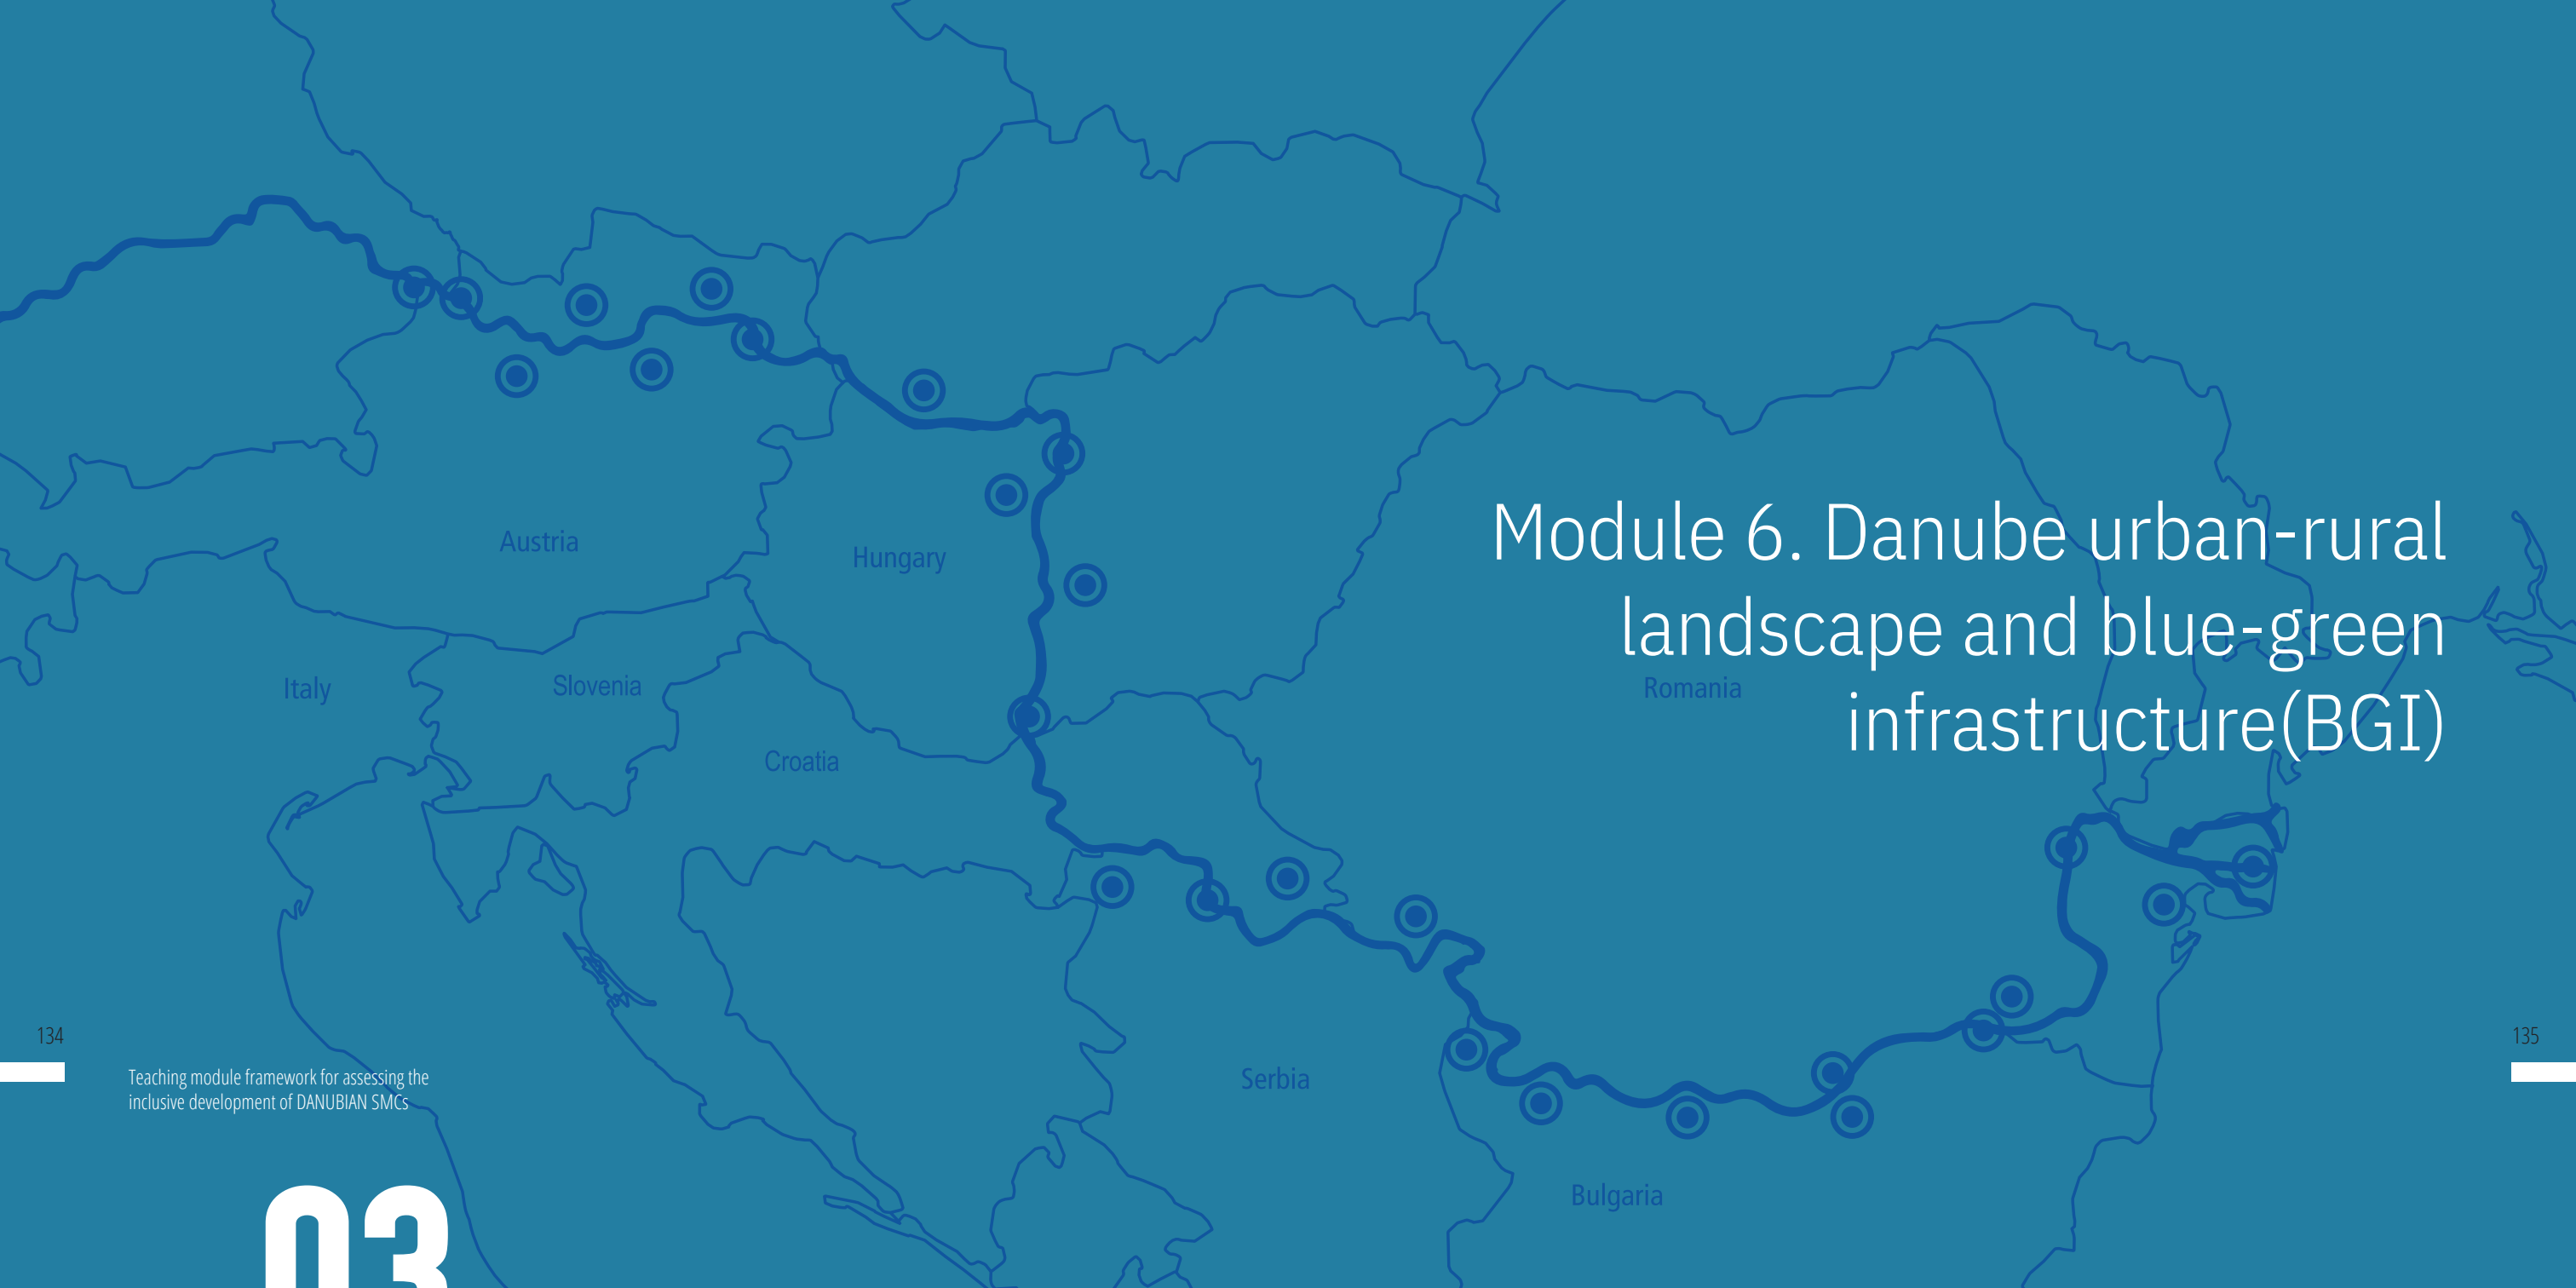 Module 6. Danube urban-rural
landscape and blue-green
infrastructure(BGI)
Austria
Hungary
Italy
Slovenia
Romania
Croatia
Serbia
Bulgaria
134
135
Teaching module framework for assessing the
inclusive development of DANUBIAN SMCs
03